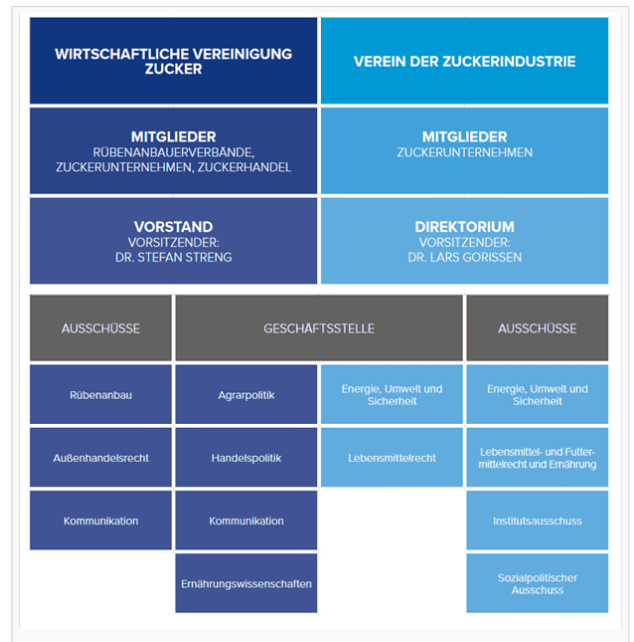 WIRTSCHAFTLICHE VEREINIGUNG
ZUCKER
VEREIN DER ZUCKERINDUSTRIE
MITGLIEDER
RÜBENANBAUERVERBÄNDE,
ZUCKERUNTERNEHMEN, ZUCKERHANDEL
MITGLIEDER
ZUCKERUNTERNEHMEN
VORSTAND
VORSITZENDER:
DR. STEFAN STRENG
DIREKTORIUM
VORSITZENDER:
DR. LARS GORISSEN
AUSSCHÜSSE
GESCHÄFTSSTELLE
AUSSCHÜSSE
Rübenanbau
Agrarpolitik
Energie, Umwelt und
Sicherheit
Energie, Umwelt und
Sicherheit
Außenhandelsrecht
Handelspolitik
Lebensmittelrecht
Lebensmittel- und Futter-
mittelrecht und Ernährung
Kommunikation
Kommunikation
Institutsausschuss
Ernährungswissenschaften
Sozialpolitischer
Ausschuss